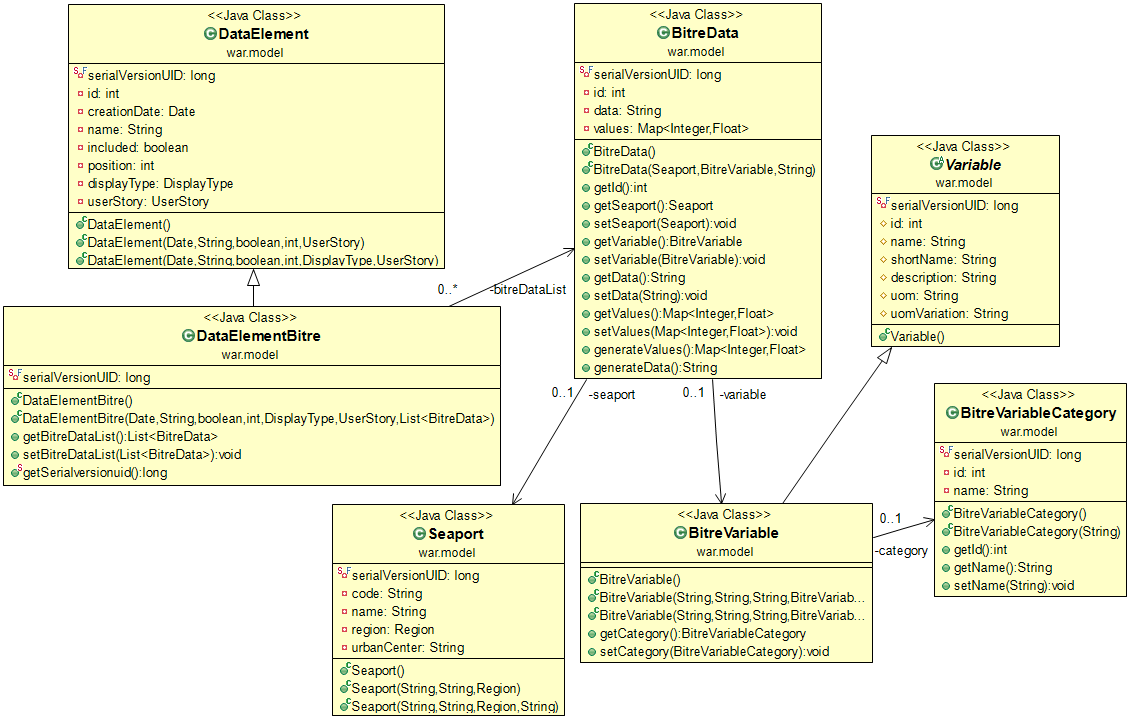 <<Java Class>>
DataElement
war.model
serialVersionUID: long
id: int
creationDate: Date
name: String
included: boolean
position: int
displayType: DisplayType
userStory: UserStory
DataElement()
DataElement(Date,String,boolean,int,UserStory)
DataElement(Date,String,boolean,int,DisplayType,UserStory)
<<Java Class>>
BitreData
war.model
serialVersionUID: long
id: int
data: String
values: Map<Integer,Float>
BitreData()
BitreData(Seaport,BitreVariable,String)
getId():int
getSeaport():Seaport
setSeaport(Seaport):void
getVariable():BitreVariable
setVariable(BitreVariable):void
getData():String
setData(String):void
getValues():Map<Integer,Float>
setValues(Map<Integer,Float>):void
generateValues():Map<Integer,Float>
generateData():String
<<Java Class>>
Variable
war.model
serialVersionUID: long
id: int
name: String
shortName: String
description: String
uom: String
uomVariation: String
Variable()
0..*
-bitreDataList
<<Java Class>>
DataElementBitre
war.model
serialVersionUID: long
DataElementBitre()
DataElementBitre(Date,String,boolean,int,DisplayType,UserStory,List<BitreData>)
getBitreDataList():List<BitreData>
setBitreDataList(List<BitreData>):void
getSerialversionuid():long
0..1
-seaport
0..1
-variable
<<Java Class>>
BitreVariableCategory
war.model
serialVersionUID: long
id: int
name: String
BitreVariableCategory()
BitreVariableCategory(String)
getId():int
getName():String
setName(String):void
<<Java Class>>
Seaport
war.model
serialVersionUID: long
code: String
name: String
region: Region
urbanCenter: String
Seaport()
Seaport(String,String,Region)
Seaport(String,String,Region,String)
<<Java Class>>
BitreVariable
war.model
BitreVariable()
BitreVariable(String,String,String,BitreVariab...
BitreVariable(String,String,String,BitreVariab...
getCategory():BitreVariableCategory
setCategory(BitreVariableCategory):void
0..1
-category